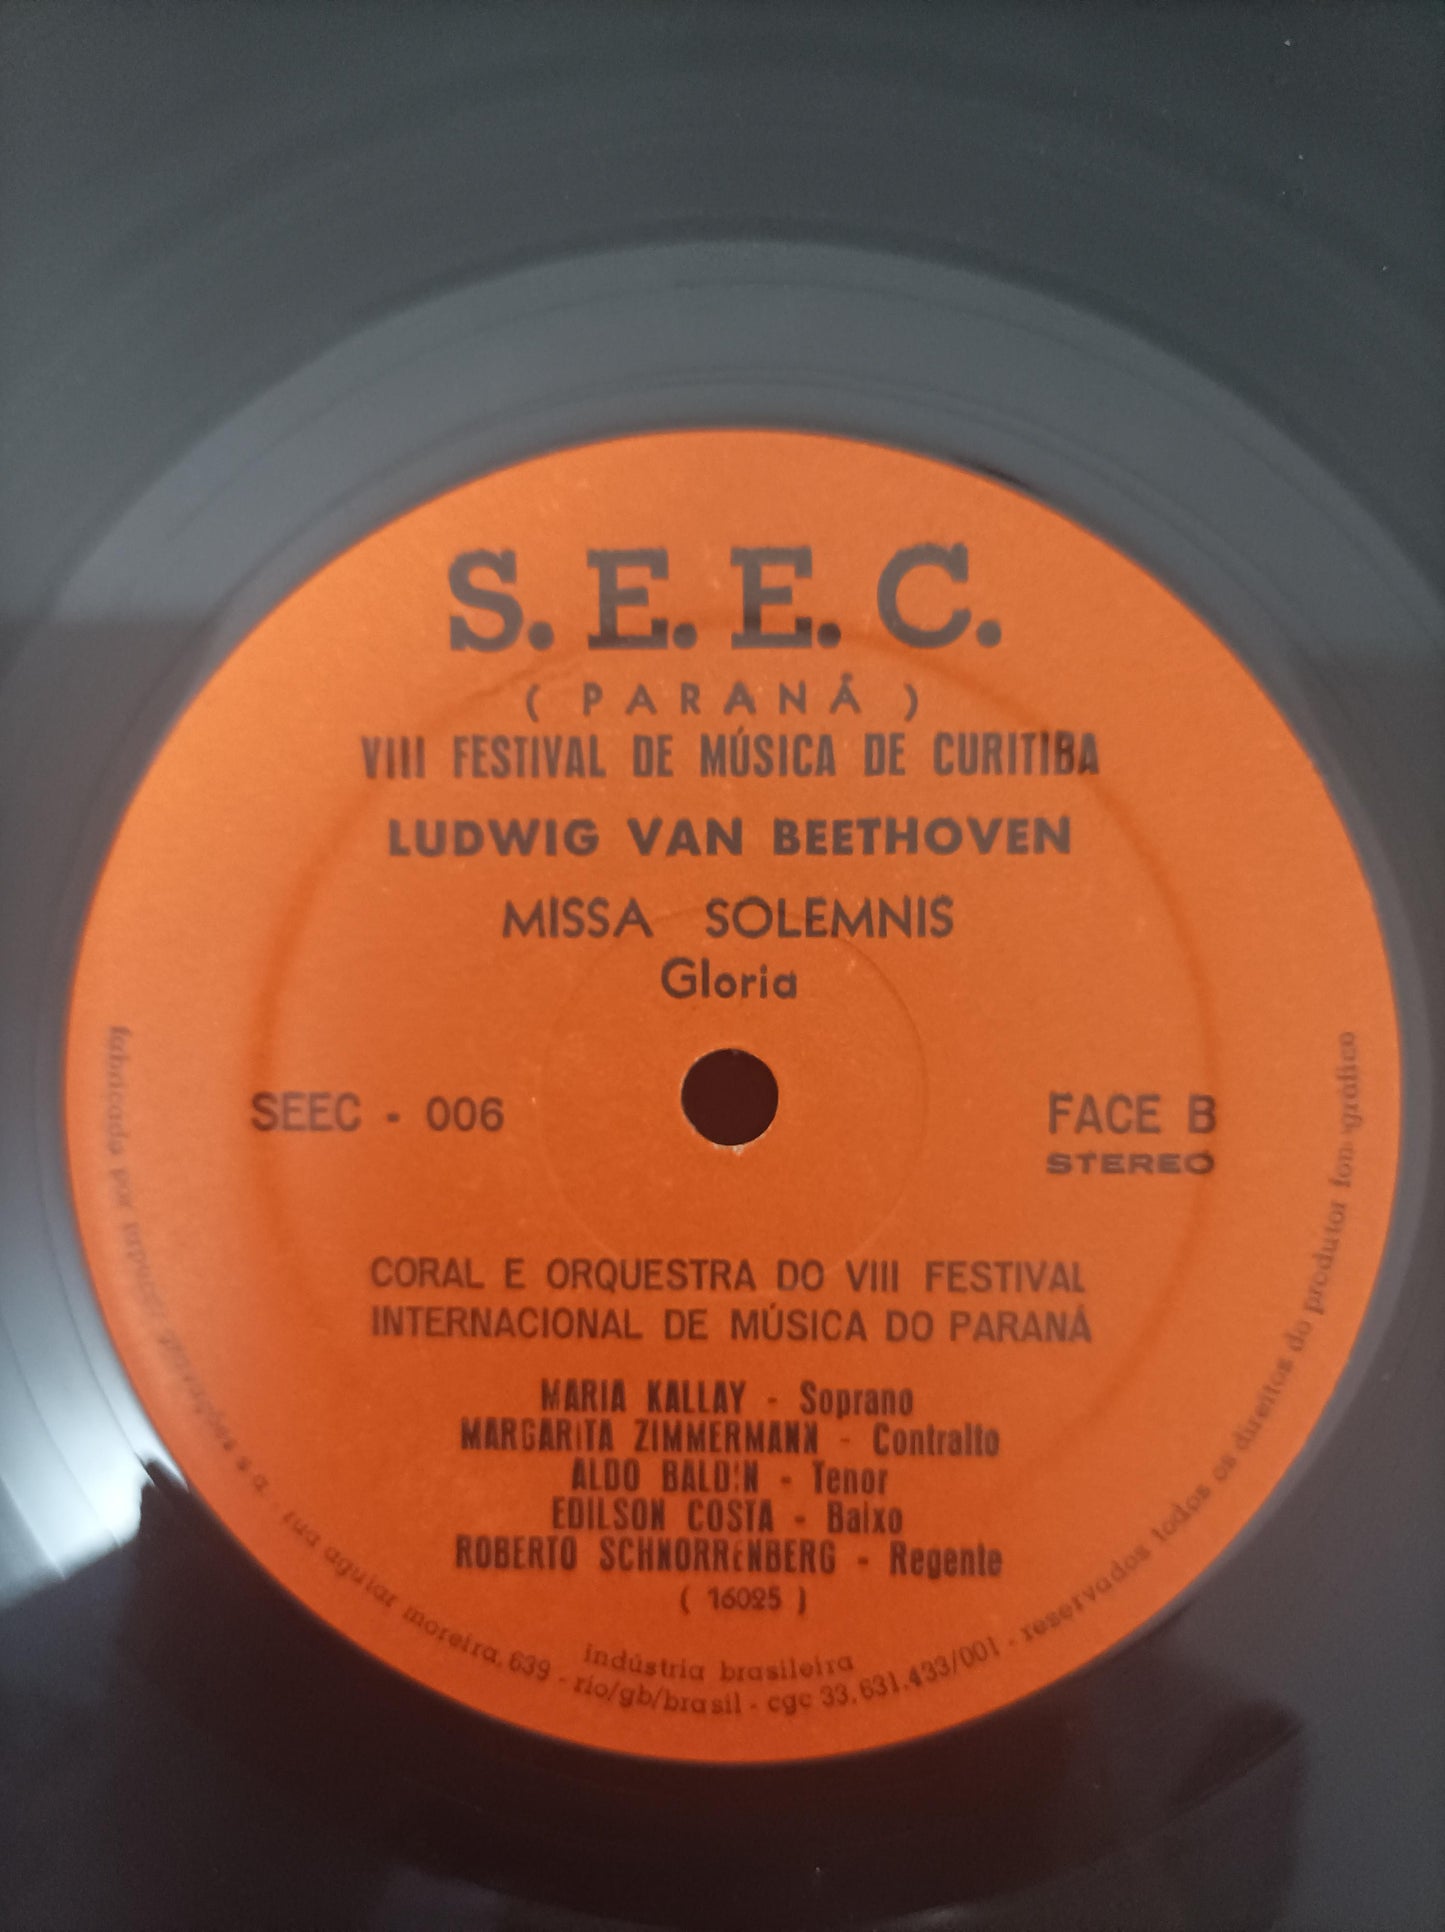 S. E. E. C.
( PARANÁ )
VIII FESTIVAL DE MÚSICA DE CURITIBA
LUDWIG VAN BEETHOVEN
MISSA SOLEMNIS
Gloria
SEEC - 006
FACE B
STEREO
CORAL E ORQUESTRA DO VIII FESTIVAL
INTERNACIONAL DE MÚSICA DO PARANÁ
MARIA KALLAY - Soprano
MARGARITA ZIMMERMANN - Contralto
ALDO BALDIN - Tenor
EDILSON COSTA - Baixo
ROBERTO SCHNORRENBERG - Regente
( 16025 )
indústria brasileira
fabricado por gravações s a - rua aguiar moreira, 639 - rio/gb/brasil - cgc 33.631.433/001 - reservados todos os direitos do produtor fon-gráfico